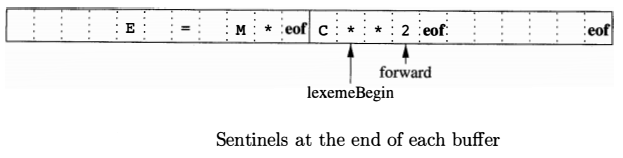 E = M * eof C * * 2 eof eof
forward
lexemeBegin
Sentinels at the end of each buffer